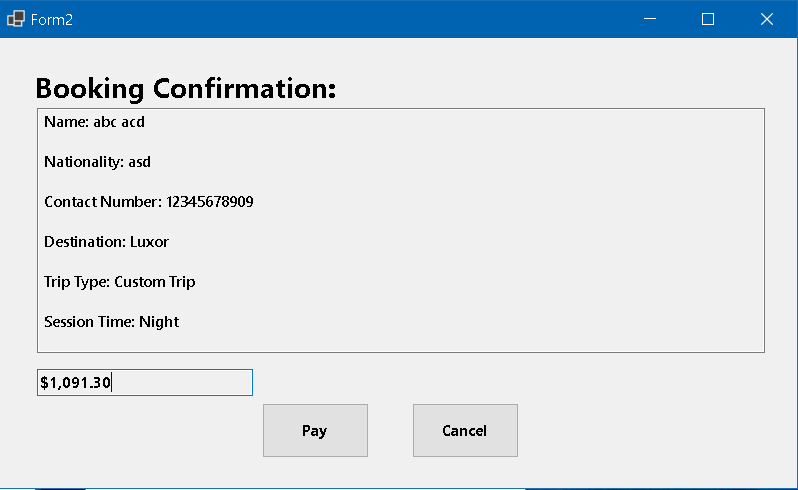 Form2
Booking Confirmation:
Name: abc acd
Nationality: asd
Contact Number: 12345678909
Destination: Luxor
Trip Type: Custom Trip
Session Time: Night
$1,091.30
Pay
Cancel